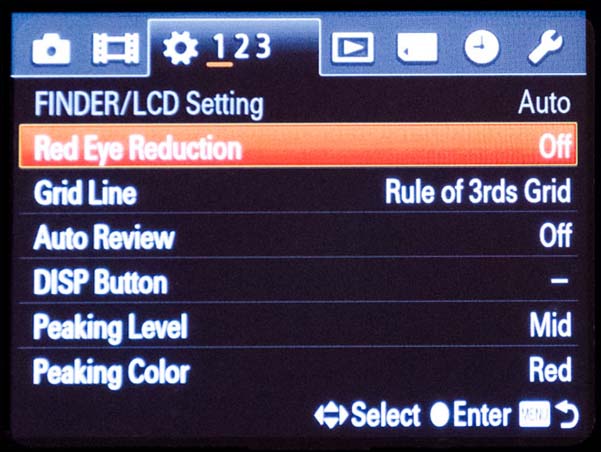 1 2 3
FINDER/LCD Setting Auto
Red Eye Reduction Off
Grid Line Rule of 3rds Grid
Auto Review Off
DISP Button –
Peaking Level Mid
Peaking Color Red
Select Enter MENU